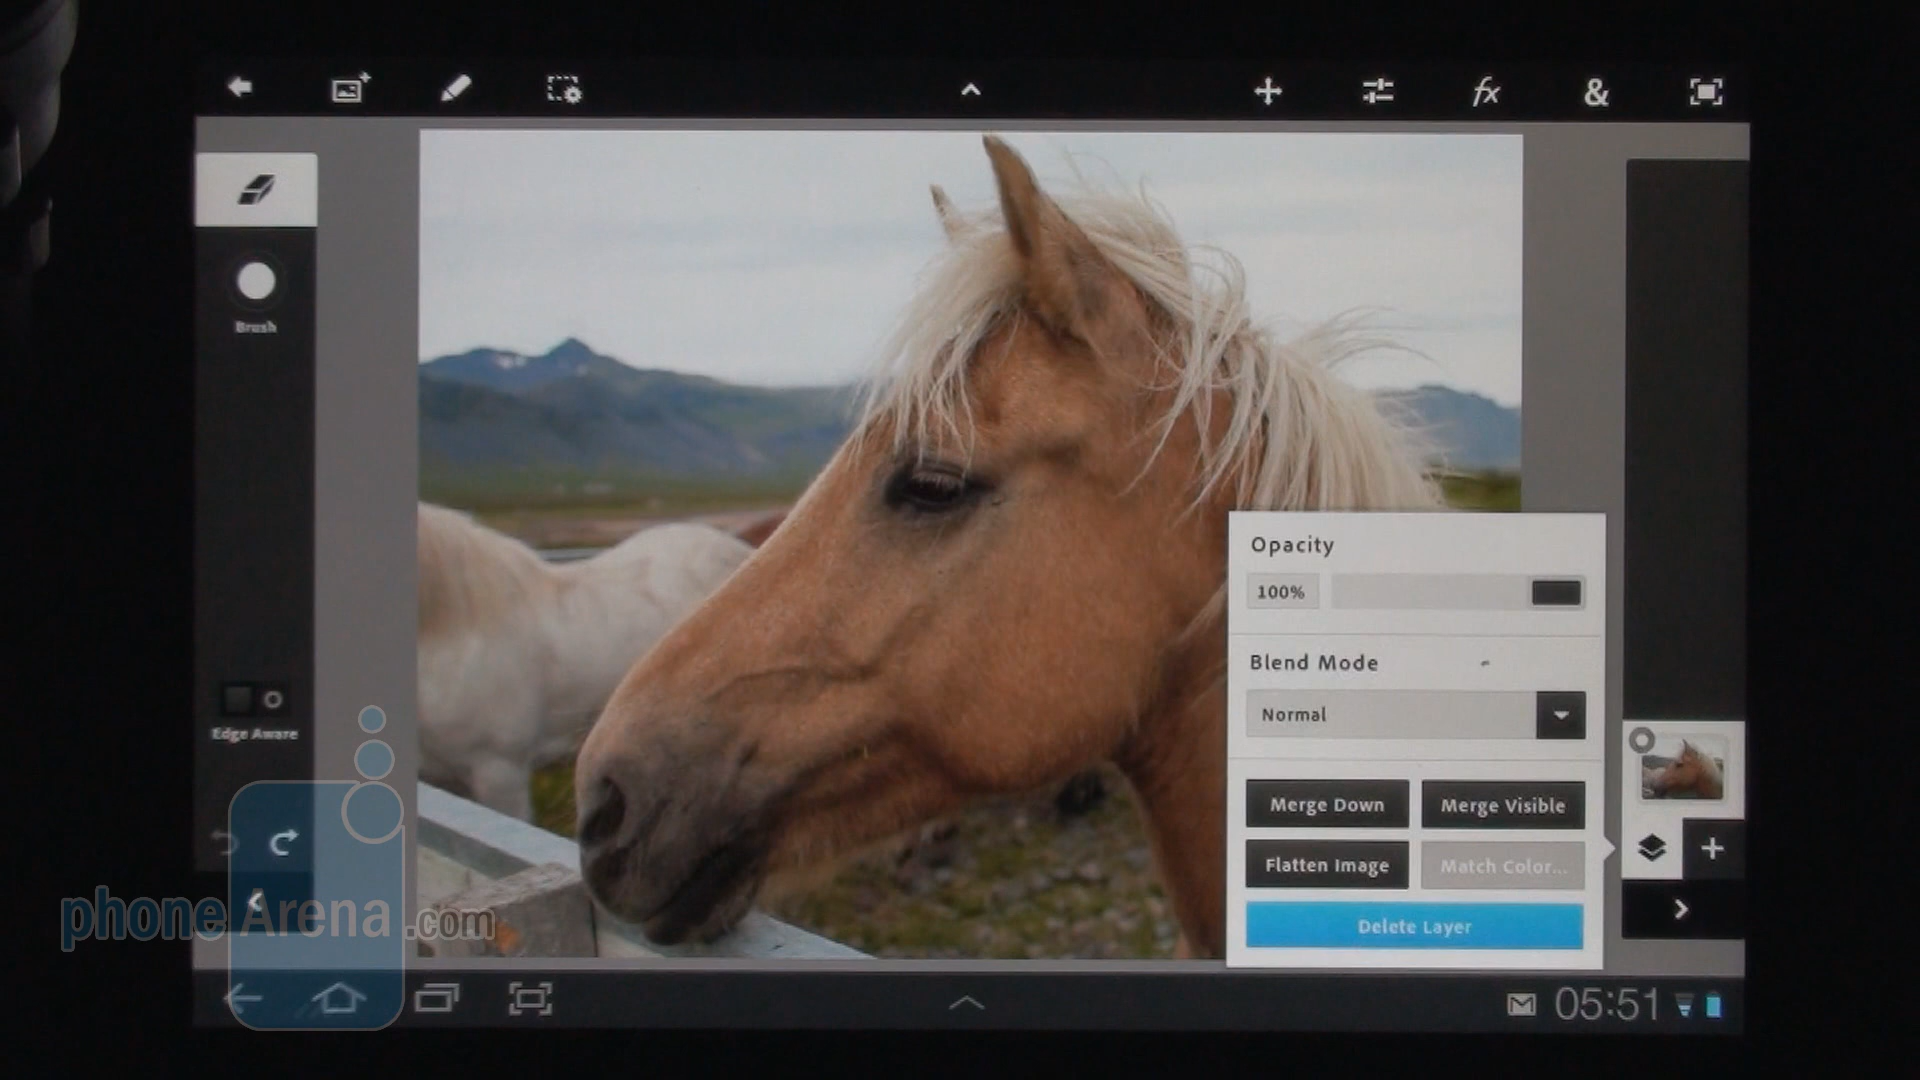 fx
&
Brush
Opacity
100%
Blend Mode
Normal
Edge Aware
Merge Down
Merge Visible
Flatten Image
Match Color...
Delete Layer
phoneArena.com
05:51